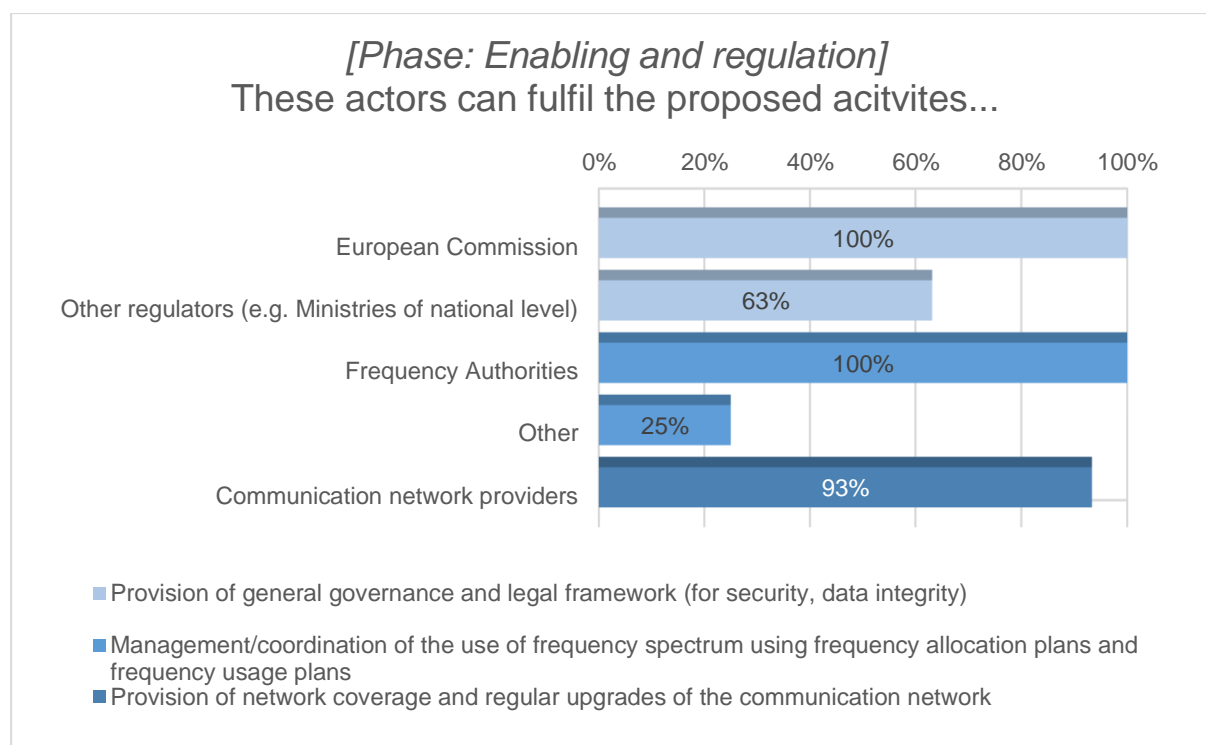 [Phase: Enabling and regulation]
These actors can fulfil the proposed acitvites...
0% 20% 40% 60% 80% 100%
European Commission 100%
Other regulators (e.g. Ministries of national level) 63%
Frequency Authorities 100%
Other 25%
Communication network providers 93%
Provision of general governance and legal framework (for security, data integrity)
Management/coordination of the use of frequency spectrum using frequency allocation plans and
frequency usage plans
Provision of network coverage and regular upgrades of the communication network